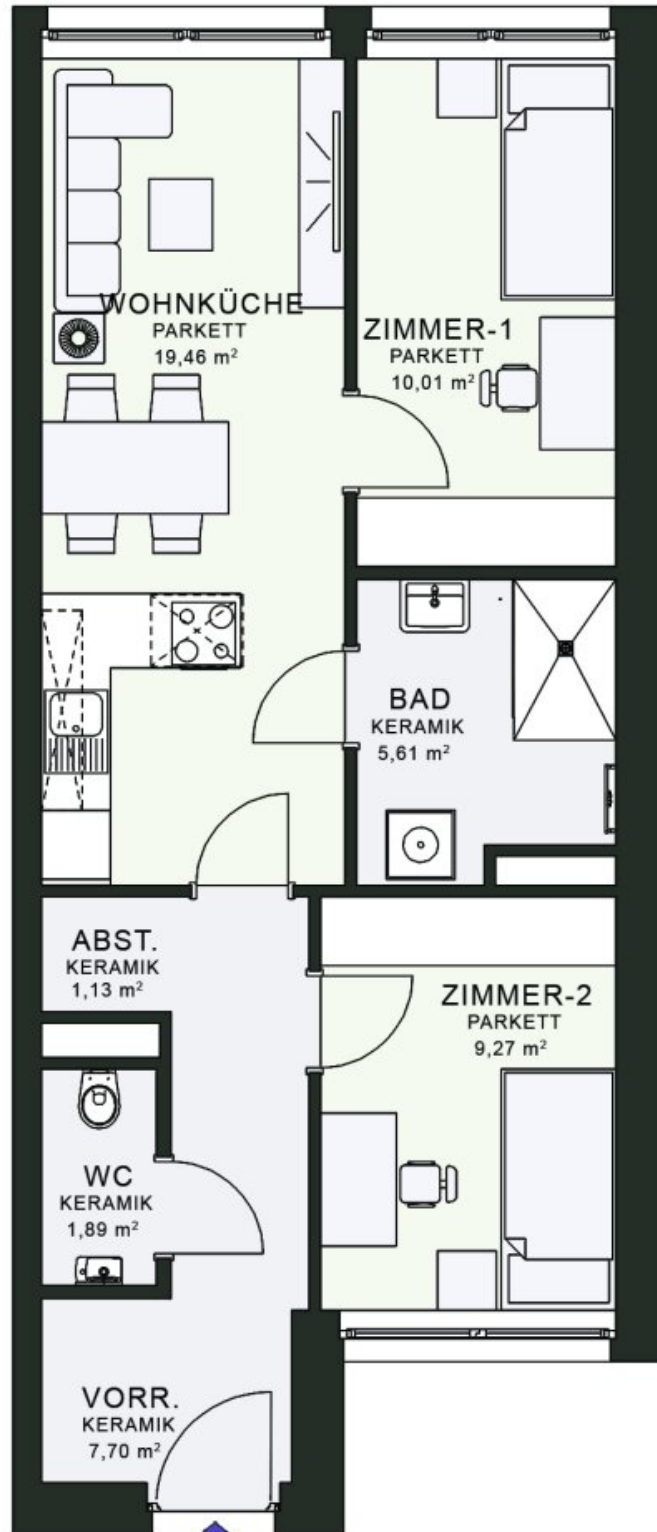 WOHNKÜCHE
PARKETT
19,46 m²
ZIMMER-1
PARKETT
10,01 m²
BAD
KERAMIK
5,61 m²
ABST.
KERAMIK
1,13 m²
ZIMMER-2
PARKETT
9,27 m²
WC
KERAMIK
1,89 m²
VORR.
KERAMIK
7,70 m²